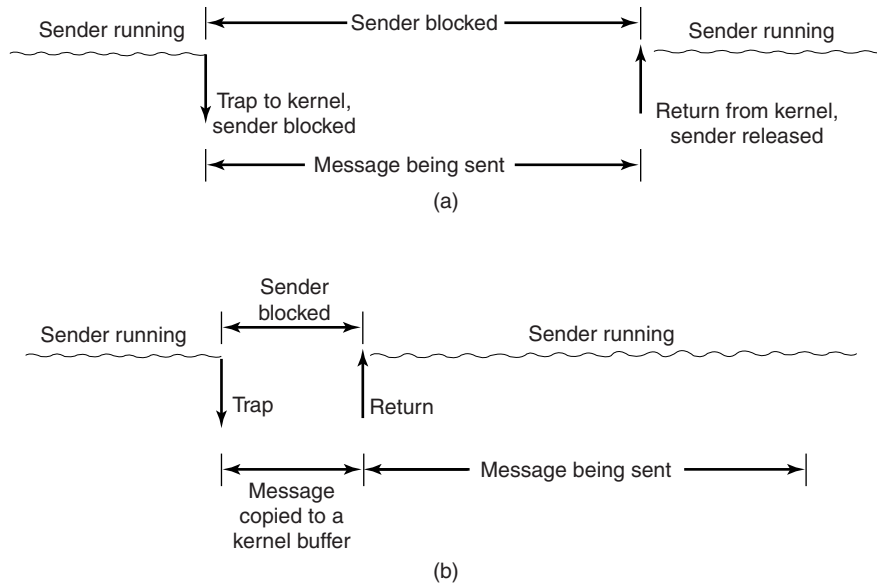 Sender running
Sender blocked
Sender running
Trap to kernel,
sender blocked
Return from kernel,
sender released
Message being sent
(a)
Sender
blocked
Sender running
Sender running
Trap
Return
Message being sent
Message
copied to a
kernel buffer
(b)